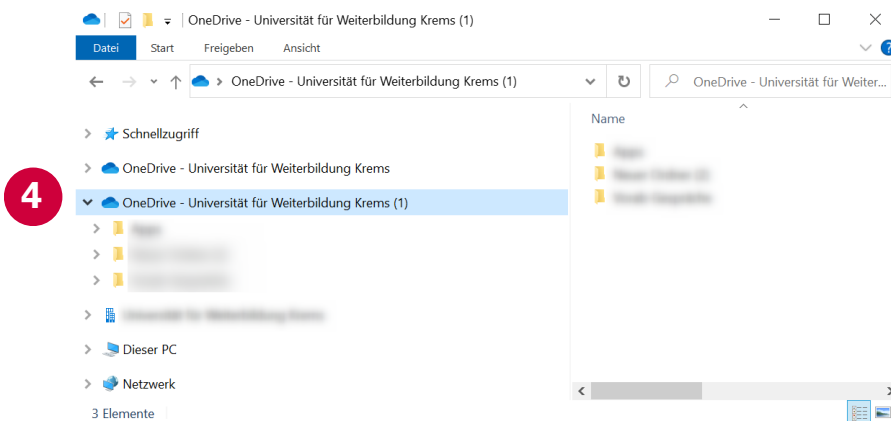 OneDrive - Universität für Weiterbildung Krems (1)
Datei Start Freigeben Ansicht
OneDrive - Universität für Weiterbildung Krems (1) OneDrive - Universität für Weiter...
Name
Schnellzugriff
OneDrive - Universität für Weiterbildung Krems
4
OneDrive - Universität für Weiterbildung Krems (1)
Dieser PC
Netzwerk
3 Elemente